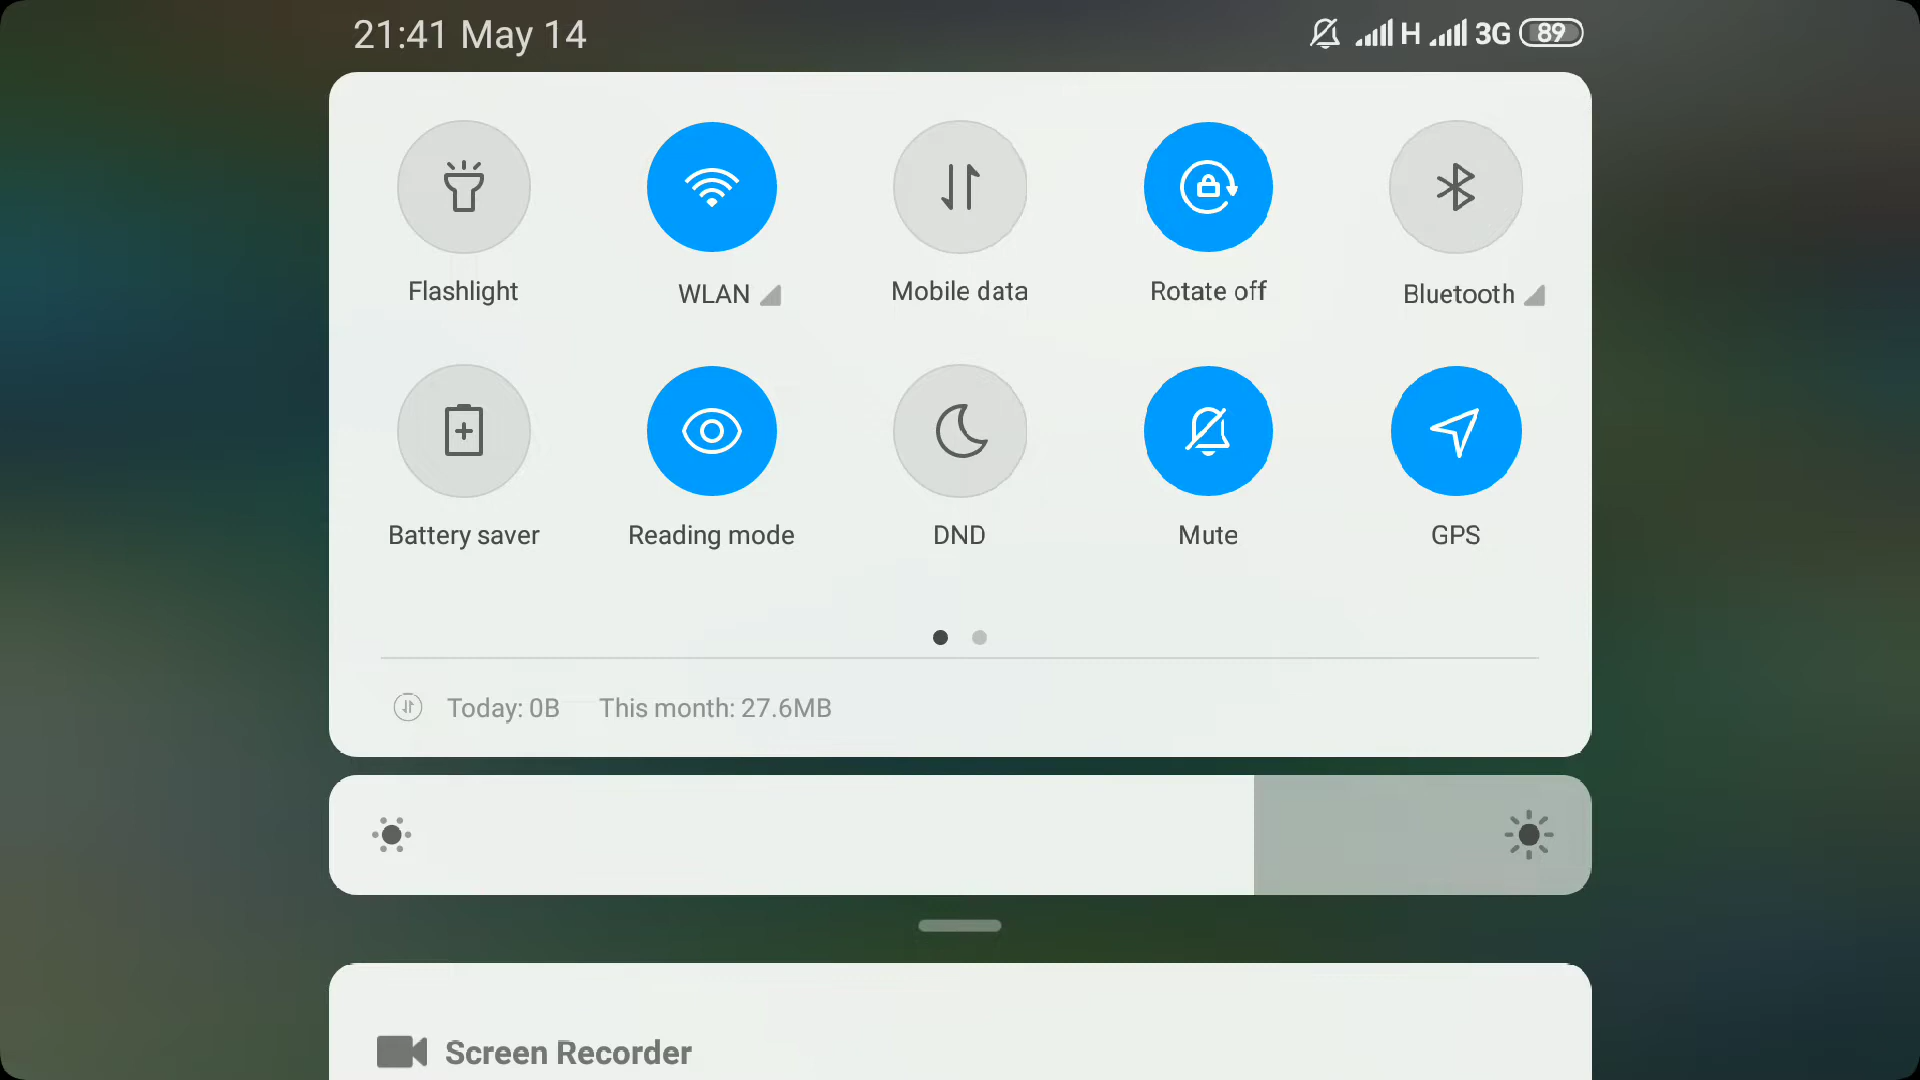 21:41 May 14 H 3G 89
Flashlight WLAN Mobile data Rotate off Bluetooth
Battery saver Reading mode DND Mute GPS
Today: 0B This month: 27.6MB
Screen Recorder